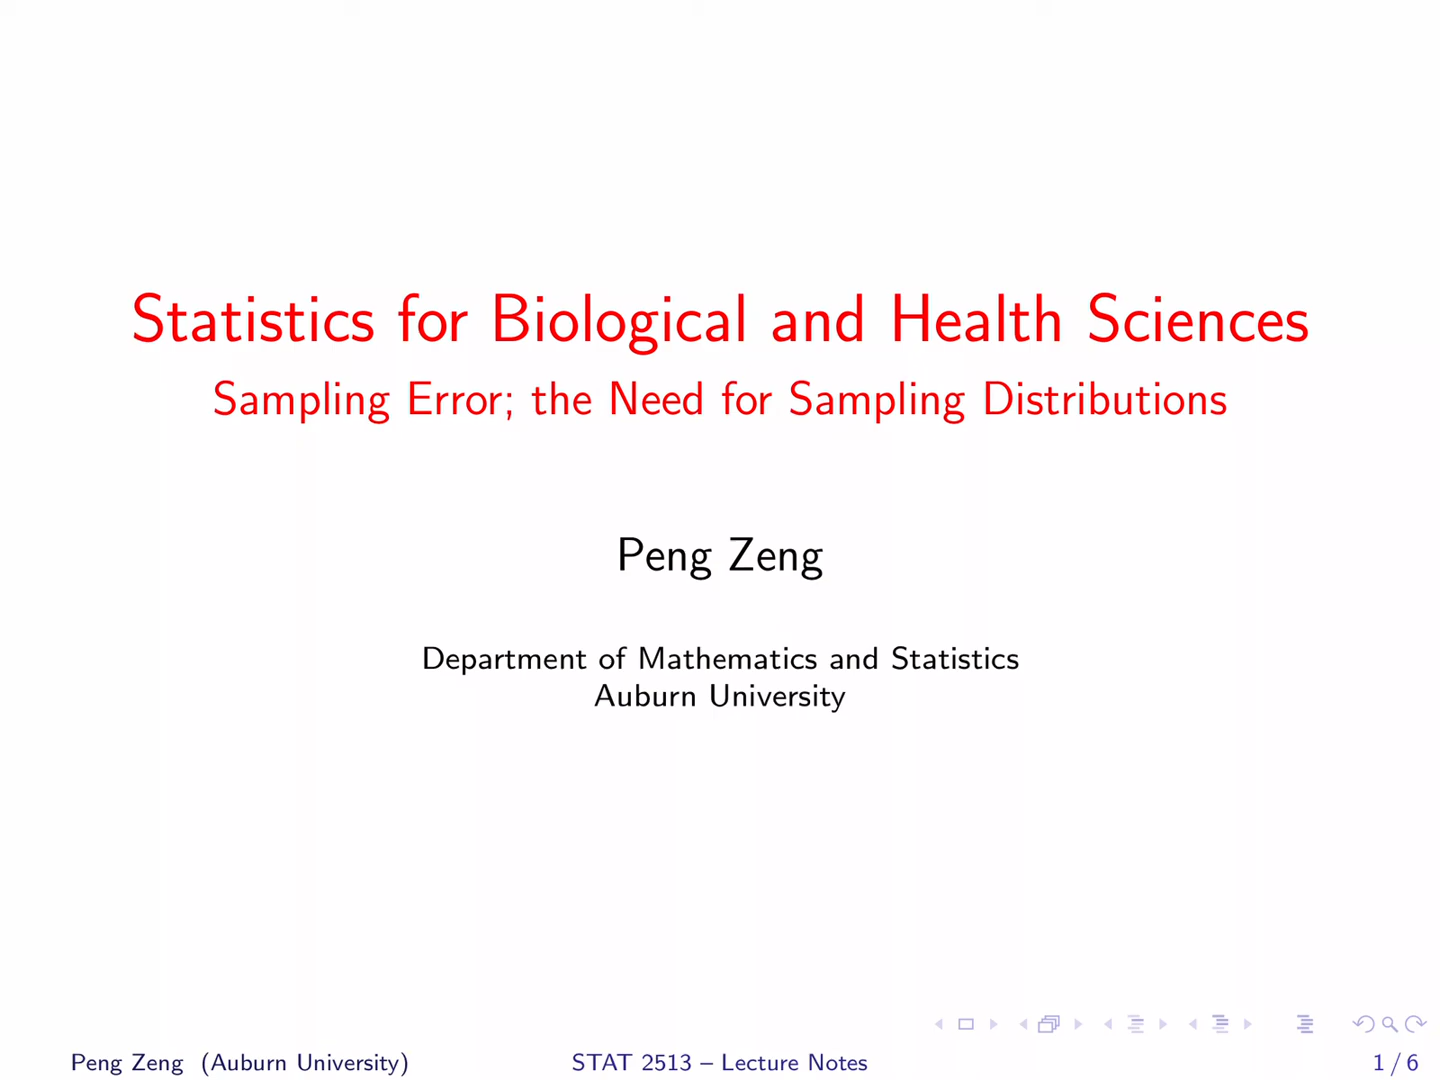 Statistics for Biological and Health Sciences
Sampling Error; the Need for Sampling Distributions
Peng Zeng
Department of Mathematics and Statistics
Auburn University
Peng Zeng (Auburn University) STAT 2513 – Lecture Notes 1 / 6